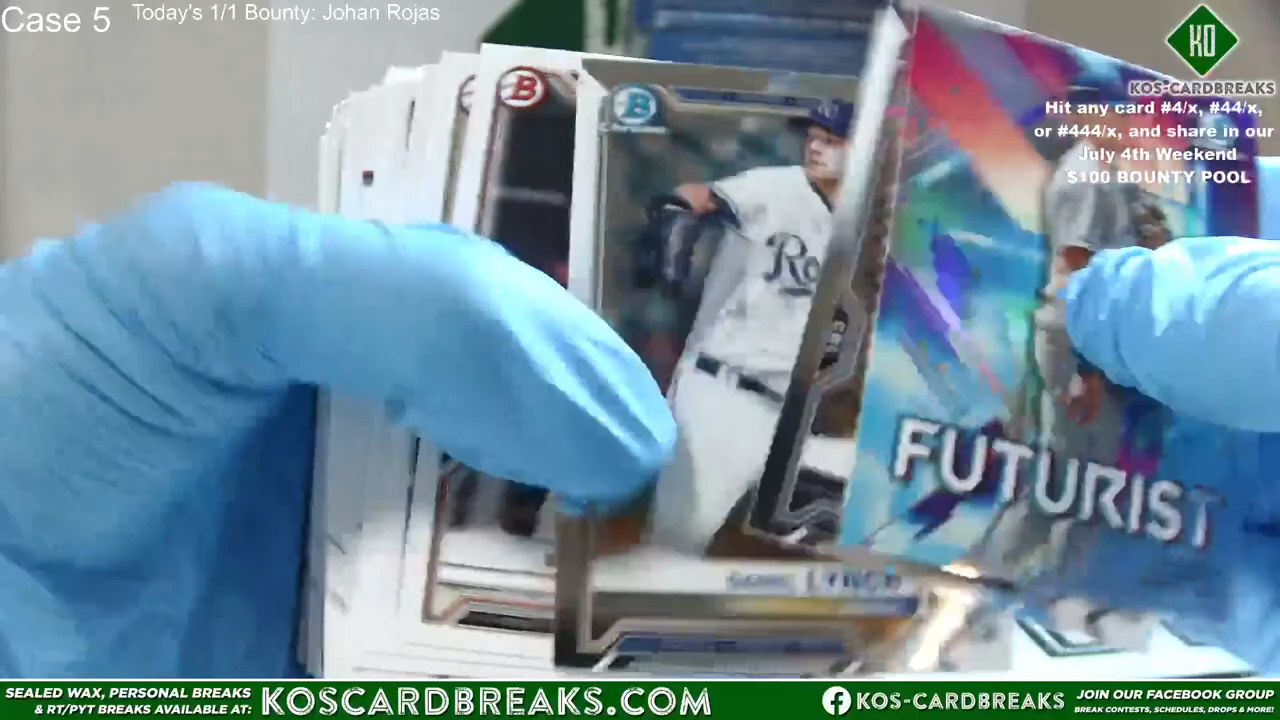 Case 5
Today's 1/1 Bounty: Johan Rojas
KO
KOS-CARDBREAKS
Hit any card #4/x, #44/x,
or #444/x, and share in our
July 4th Weekend
$100 BOUNTY POOL
B
B
Ro
LYNCH
FUTURIST
SEALED WAX, PERSONAL BREAKS
& RT/PYT BREAKS AVAILABLE AT:
KOSCARDBREAKS.COM
KOS-CARDBREAKS
JOIN OUR FACEBOOK GROUP
BREAK CONTESTS, SCHEDULES, DROPS & MORE!